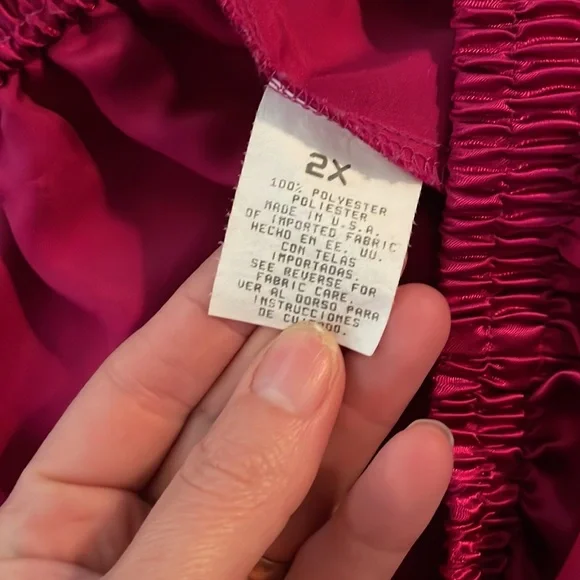 2X
100% POLYESTER
POLIESTER
MADE IN U.S.A.
OF IMPORTED FABRIC
HECHO EN EE. UU.
CON TELAS
IMPORTADAS.
SEE REVERSE FOR
FABRIC CARE.
VER AL DORSO PARA
INSTRUCCIONES
DE CUIDADO.